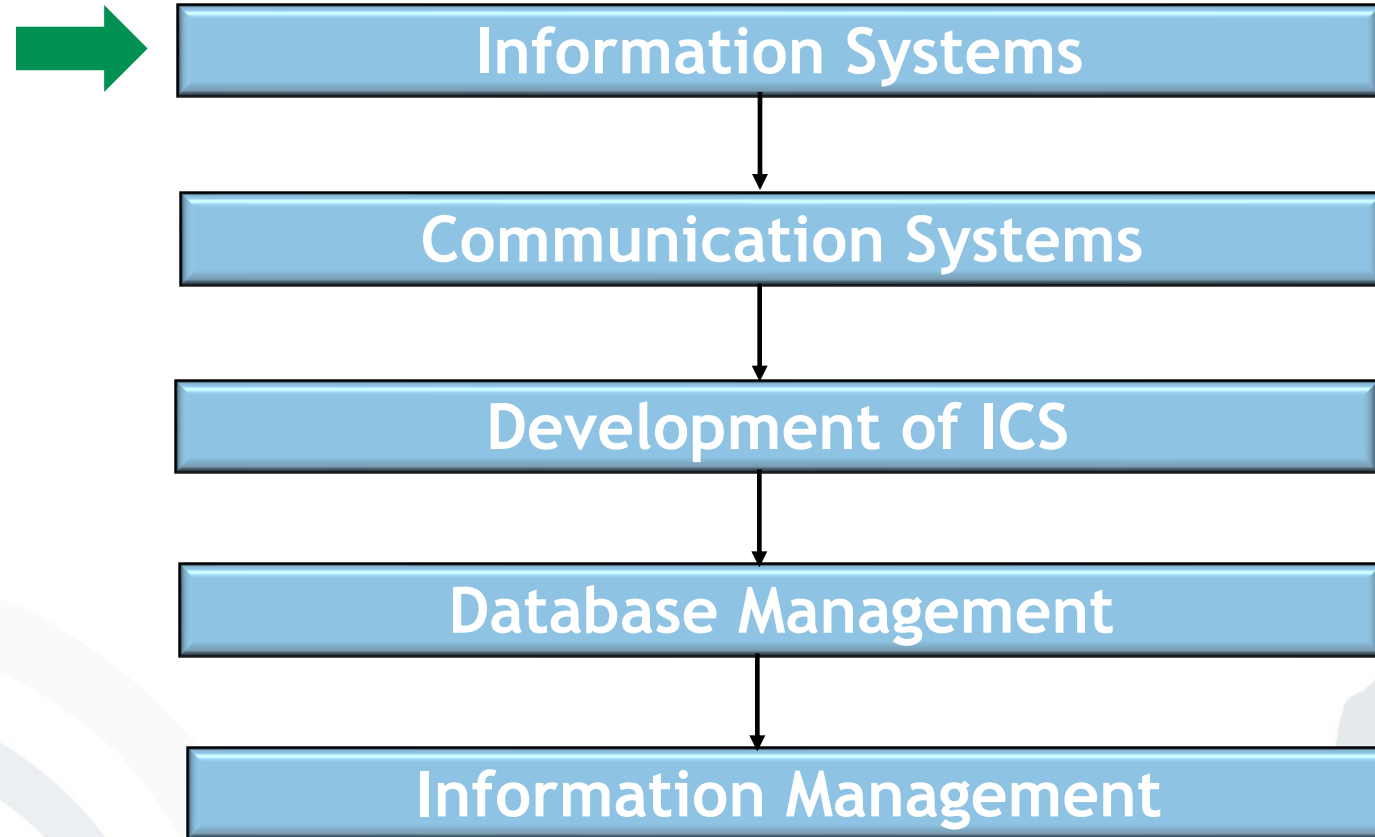 Information Systems
Communication Systems
Development of ICS
Database Management
Information Management